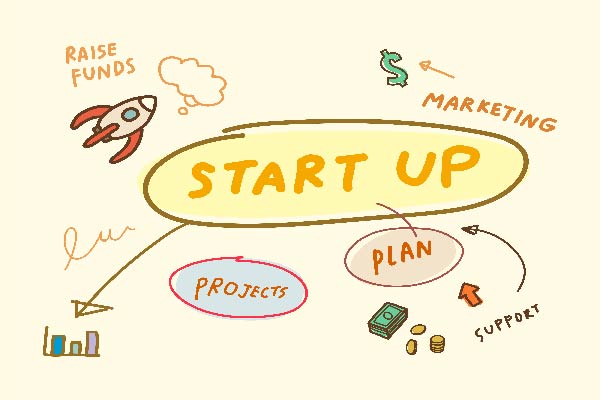 RAISE
FUNDS
MARKETING
START UP
PLAN
PROJECTS
SUPPORT